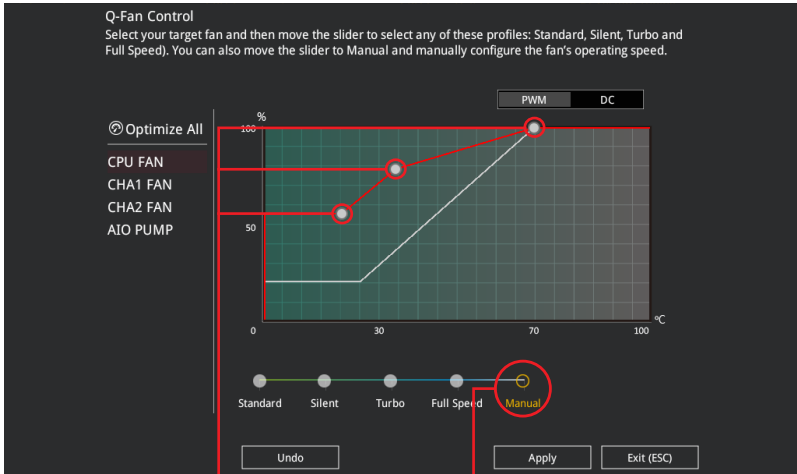 Q-Fan Control
Select your target fan and then move the slider to select any of these profiles: Standard, Silent, Turbo and
Full Speed). You can also move the slider to Manual and manually configure the fan's operating speed.
PWM DC
Optimize All
CPU FAN
CHA1 FAN
CHA2 FAN
AIO PUMP
%
100
50
0 30 70 100
ºC
Standard Silent Turbo Full Speed Manual
Undo Apply Exit (ESC)